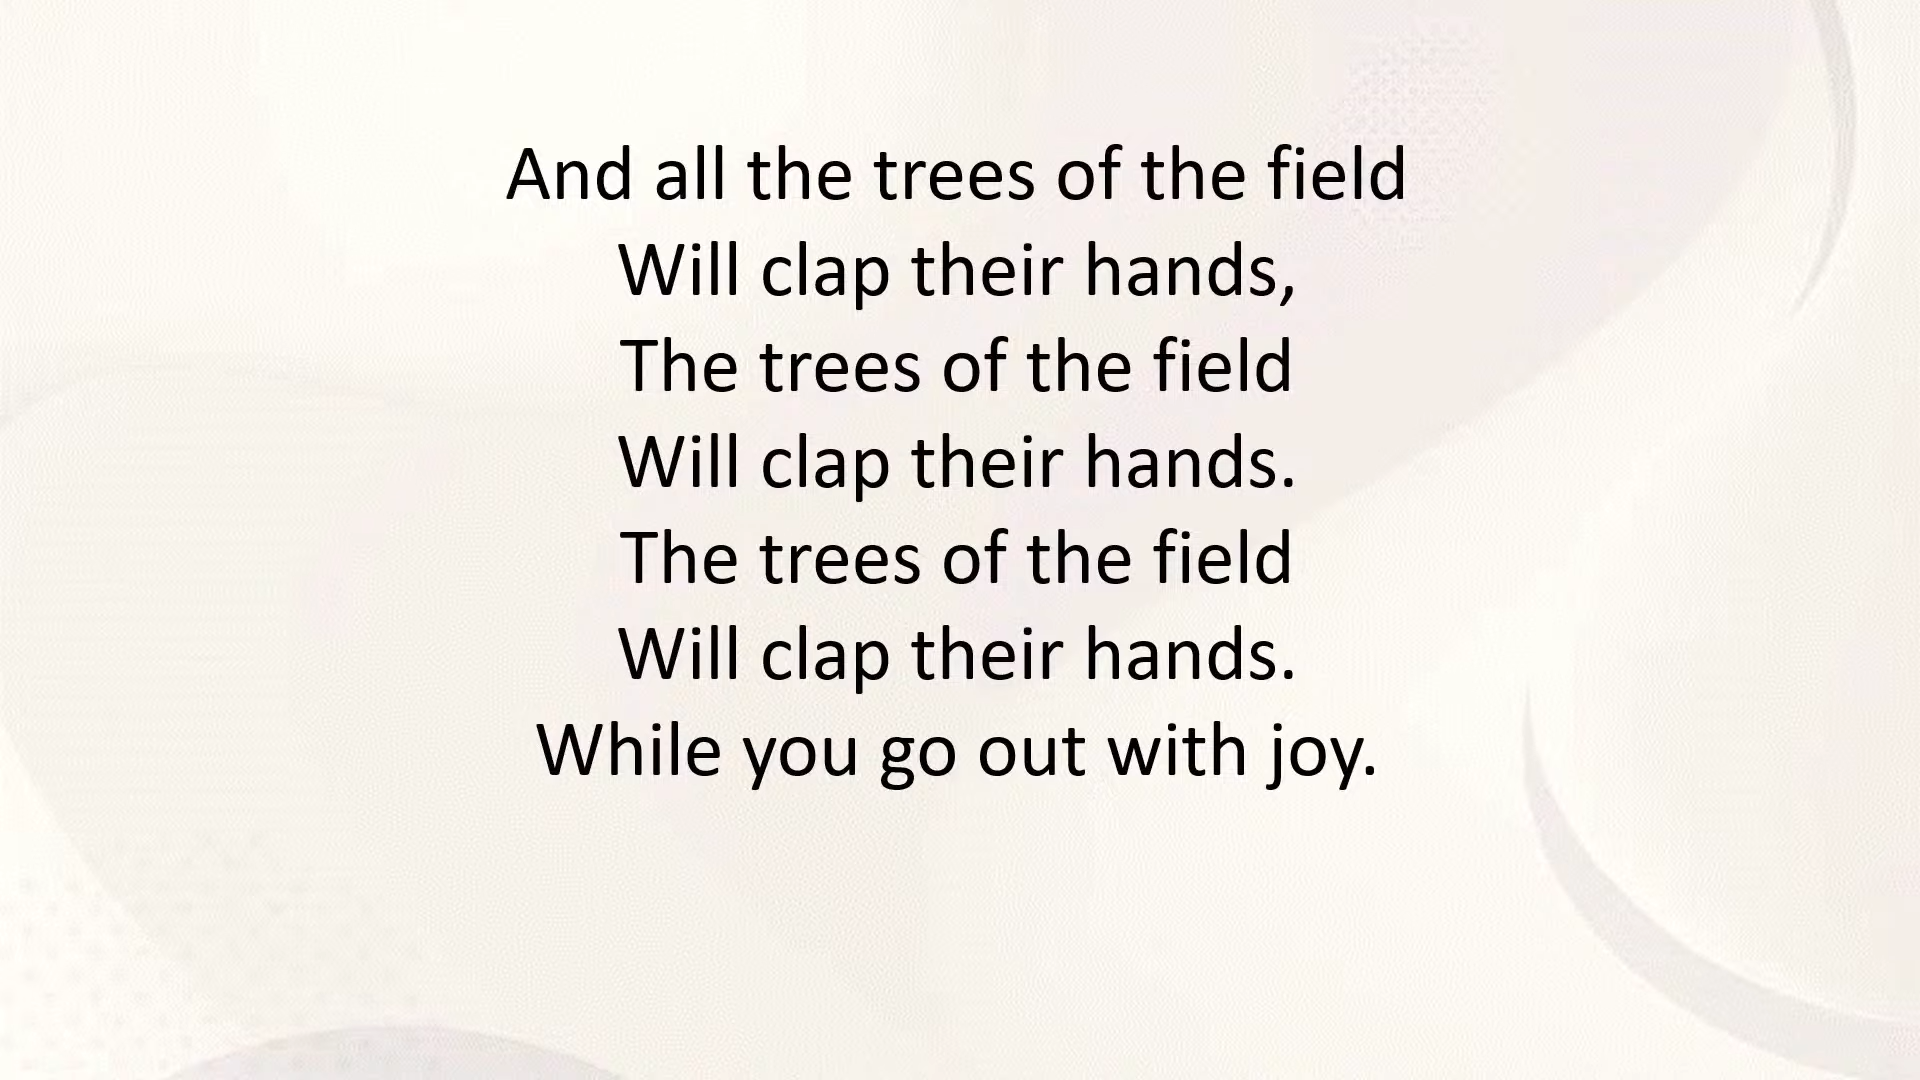 And all the trees of the field
Will clap their hands,
The trees of the field
Will clap their hands.
The trees of the field
Will clap their hands.
While you go out with joy.